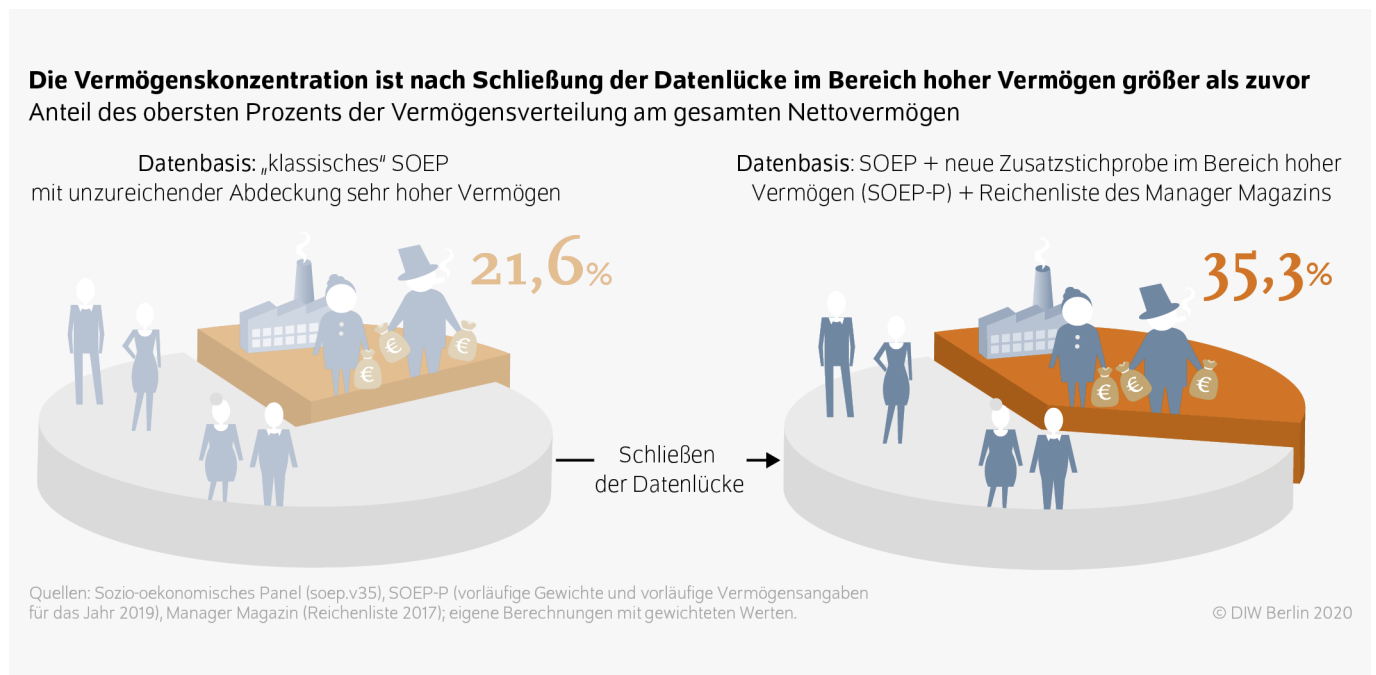 Die Vermögenskonzentration ist nach Schließung der Datenlücke im Bereich hoher Vermögen größer als zuvor
Anteil des obersten Prozents der Vermögensverteilung am gesamten Nettovermögen
Datenbasis: „klassisches“ SOEP
mit unzureichender Abdeckung sehr hoher Vermögen
Datenbasis: SOEP + neue Zusatzstichprobe im Bereich hoher
Vermögen (SOEP-P) + Reichenliste des Manager Magazins
21,6%
€
€
€
35,3%
€
€
€
Schließen
der Datenlücke
Quellen: Sozio-oekonomisches Panel (soep.v35), SOEP-P (vorläufige Gewichte und vorläufige Vermögensangaben
für das Jahr 2019), Manager Magazin (Reichenliste 2017); eigene Berechnungen mit gewichteten Werten.
© DIW Berlin 2020